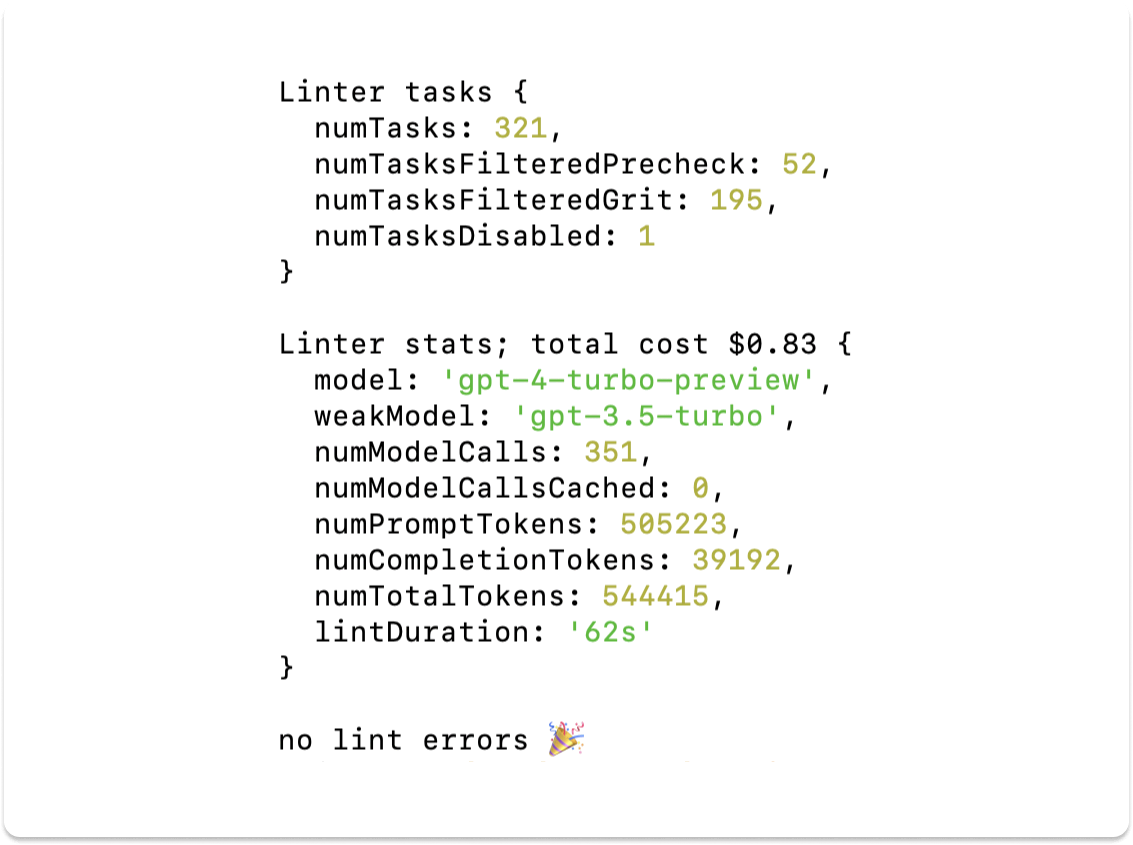 Linter tasks {
  numTasks: 321,
  numTasksFilteredPrecheck: 52,
  numTasksFilteredGrit: 195,
  numTasksDisabled: 1
}
Linter stats; total cost $0.83 {
  model: 'gpt-4-turbo-preview',
  weakModel: 'gpt-3.5-turbo',
  numModelCalls: 351,
  numModelCallsCached: 0,
  numPromptTokens: 505223,
  numCompletionTokens: 39192,
  numTotalTokens: 544415,
  lintDuration: '62s'
}
no lint errors 🎉